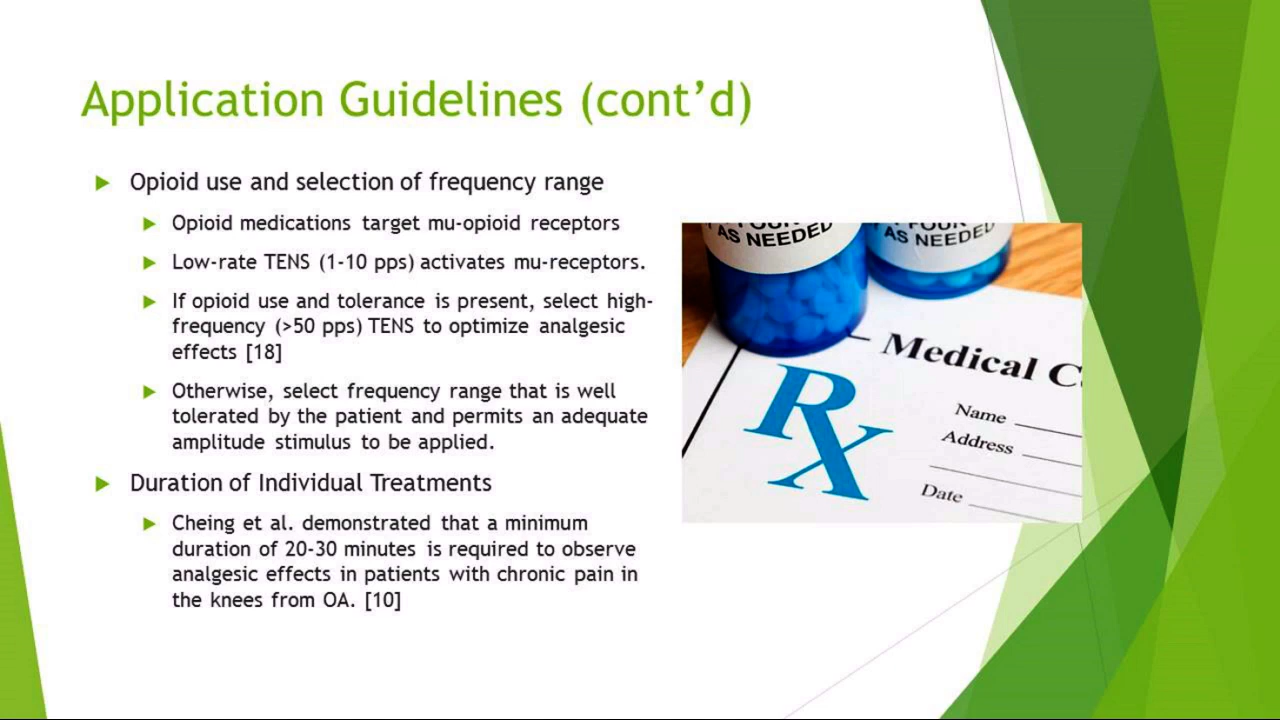 Application Guidelines (cont’d)
Opioid use and selection of frequency range
Opioid medications target mu-opioid receptors
Low-rate TENS (1-10 pps) activates mu-receptors.
If opioid use and tolerance is present, select high-
frequency (>50 pps) TENS to optimize analgesic
effects [18]
Otherwise, select frequency range that is well
tolerated by the patient and permits an adequate
amplitude stimulus to be applied.
Duration of Individual Treatments
Cheing et al. demonstrated that a minimum
duration of 20-30 minutes is required to observe
analgesic effects in patients with chronic pain in
the knees from OA. [10]
FOUR
AS NEEDED
FOUR
AS NEEDED
Medical C
Rx
Name
Address
Date